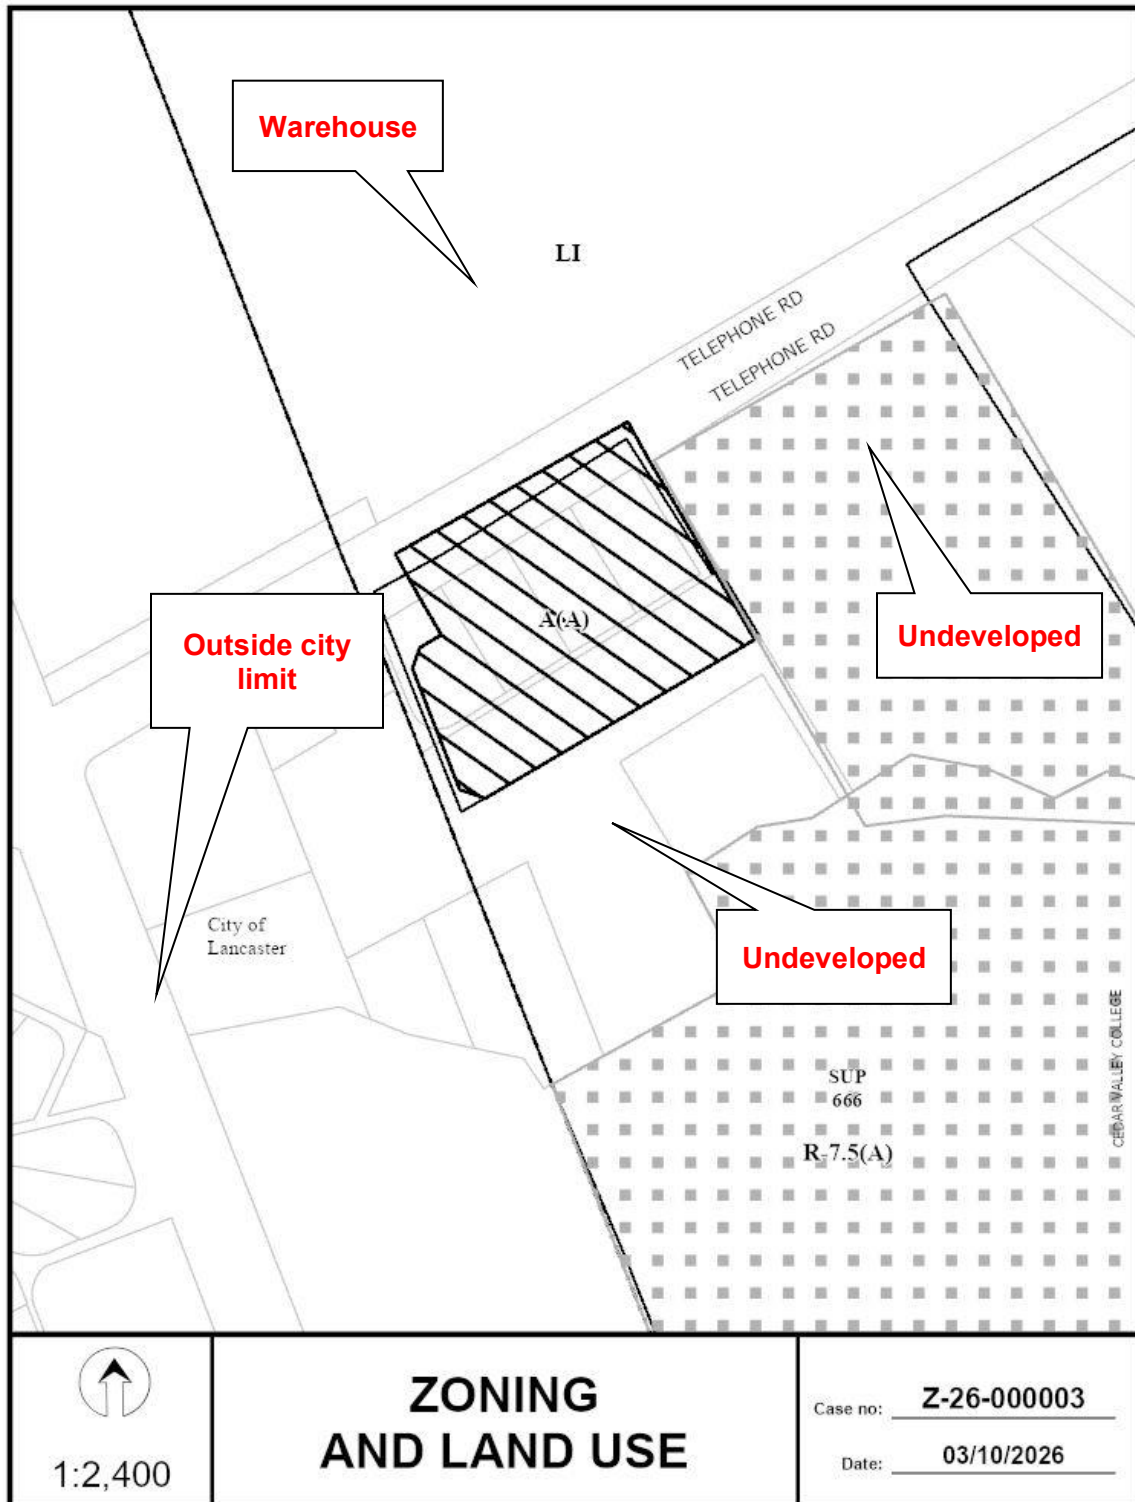 Warehouse
LI
TELEPHONE RD
TELEPHONE RD
A(A)
Outside city
limit
Undeveloped
City of
Lancaster
Undeveloped
SUP
666
R-7.5(A)
CEDAR VALLEY COLLEGE
1:2,400
ZONING
AND LAND USE
Case no: Z-26-000003
Date: 03/10/2026